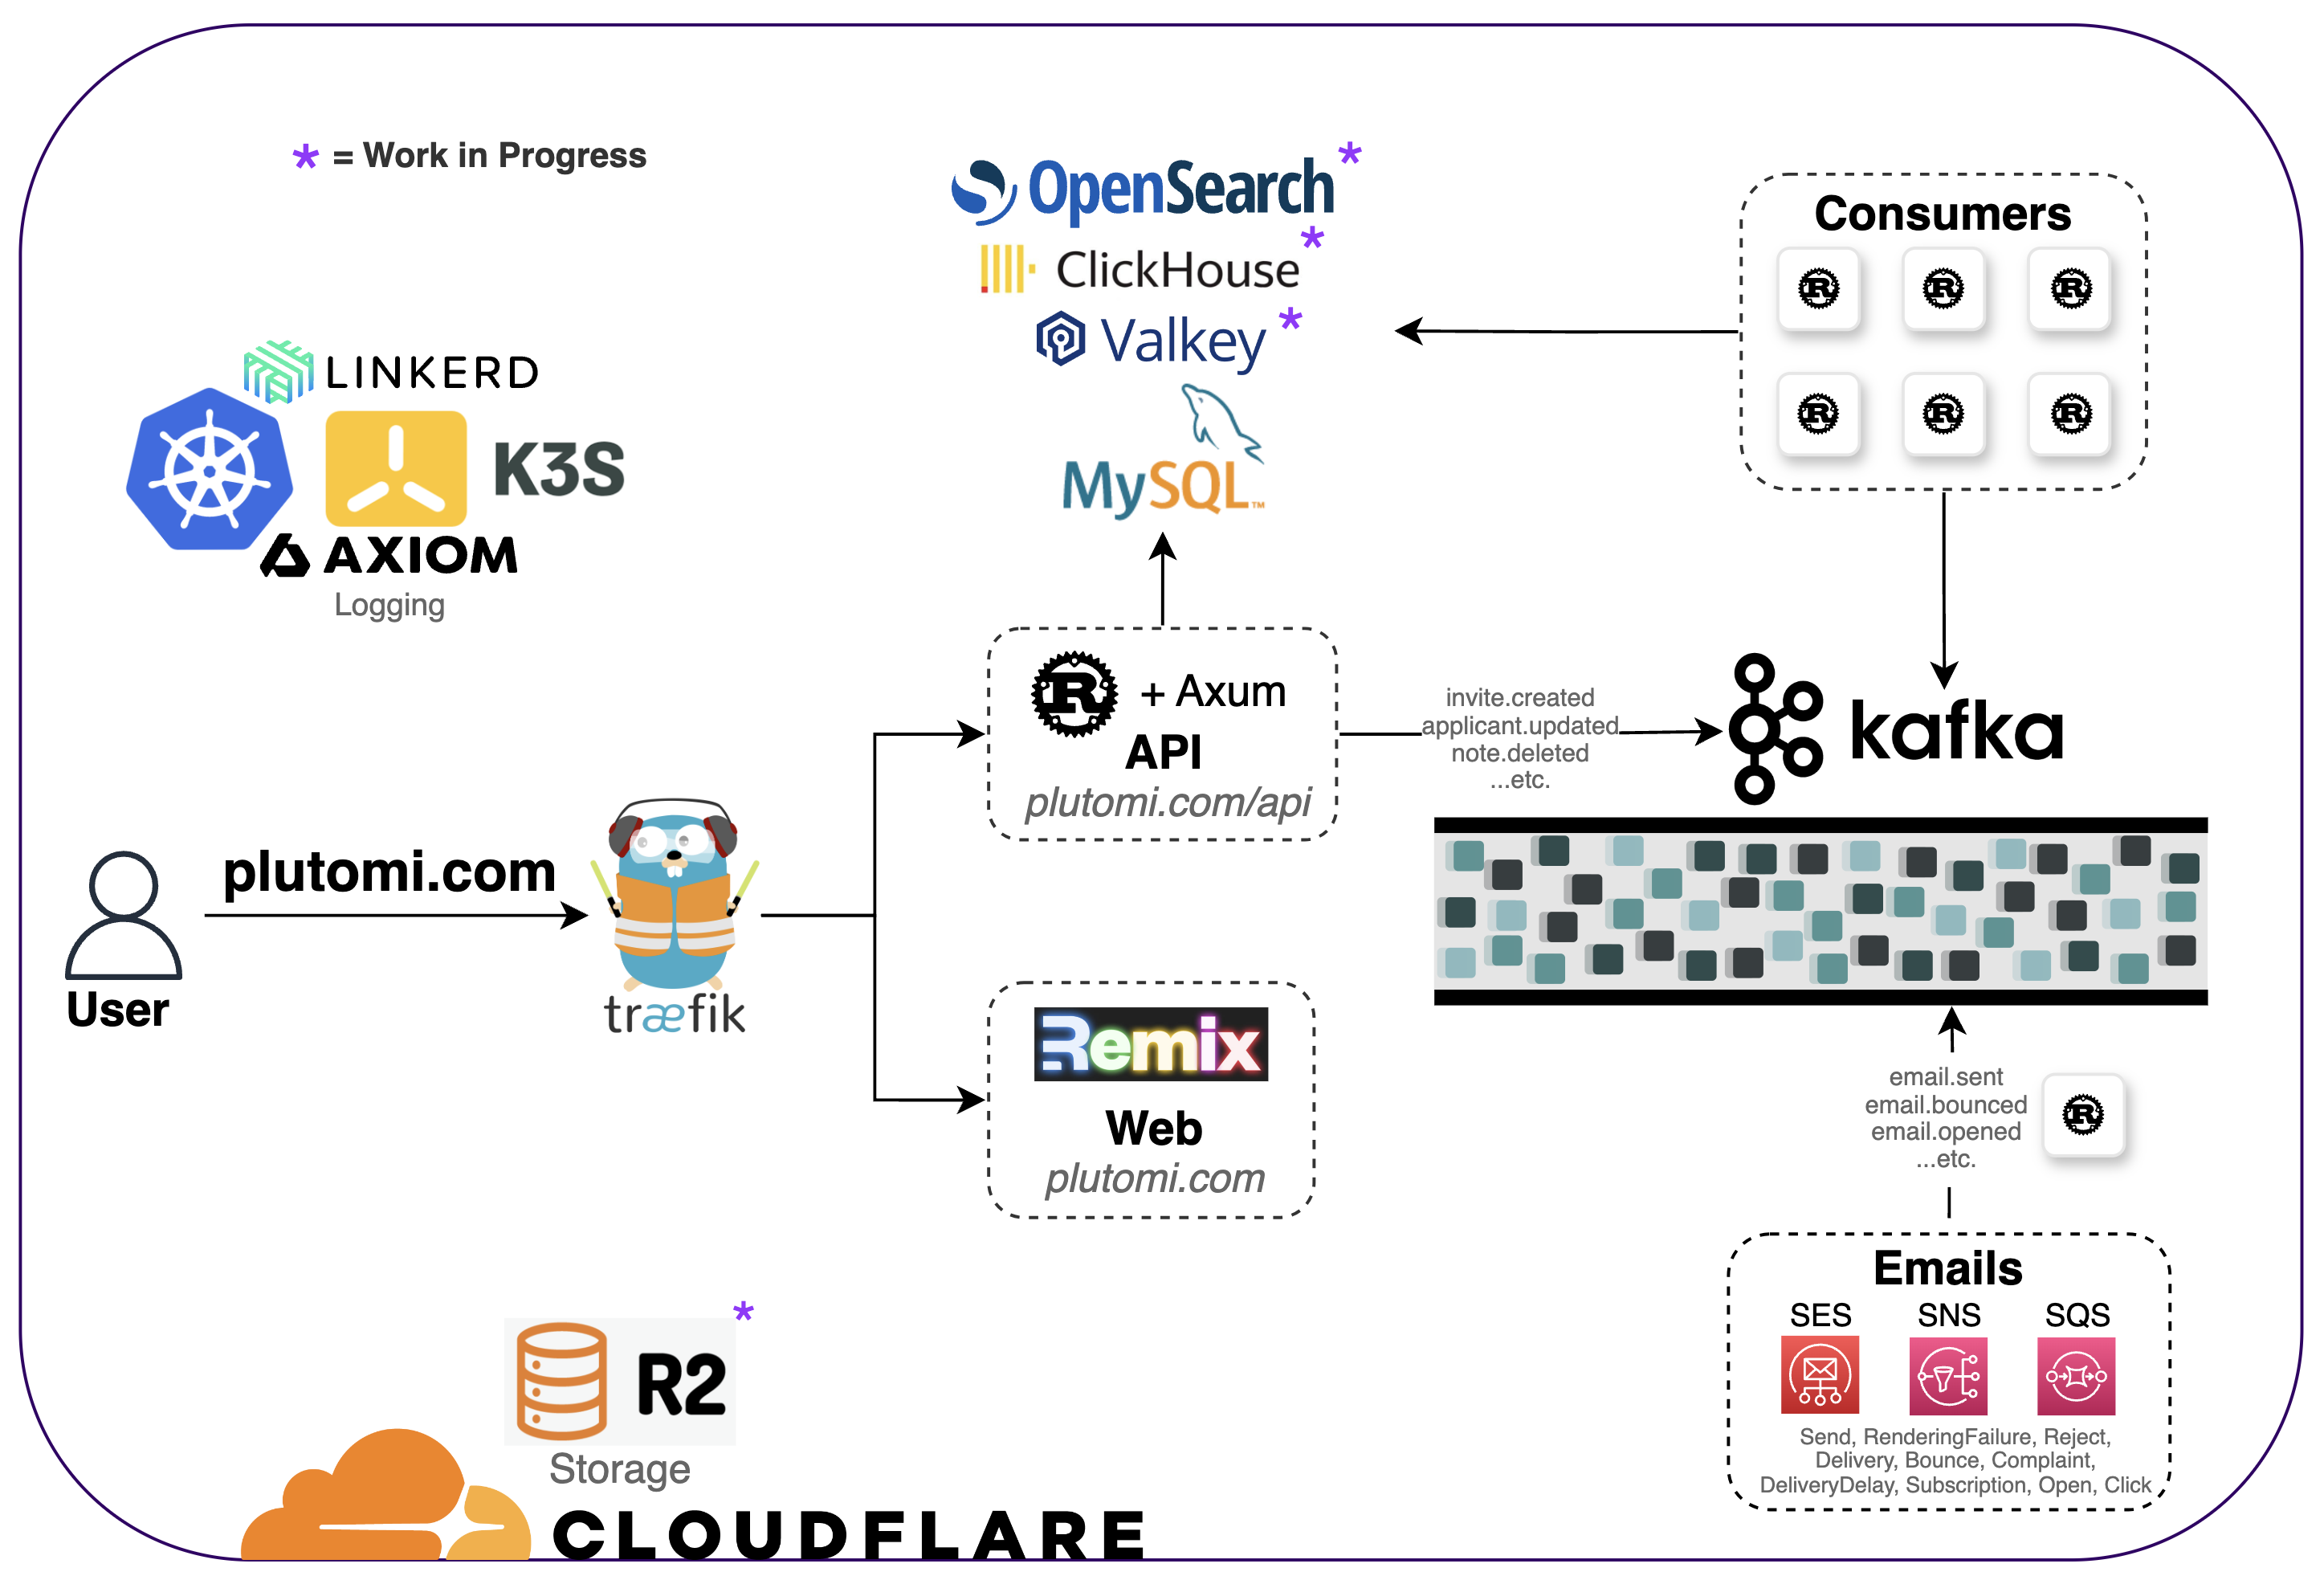 * = Work in Progress
OpenSearch *
ClickHouse *
Valkey *
MySQL™
Consumers
LINKERD
K3S
AXIOM
Logging
+ Axum
API
plutomi.com/api
invite.created
applicant.updated
note.deleted
...etc.
kafka
plutomi.com
User
træfik
Remix
Web
plutomi.com
email.sent
email.bounced
email.opened
...etc.
Emails
SES SNS SQS
Send, RenderingFailure, Reject,
Delivery, Bounce, Complaint,
DeliveryDelay, Subscription, Open, Click
R2 *
Storage
CLOUDFLARE